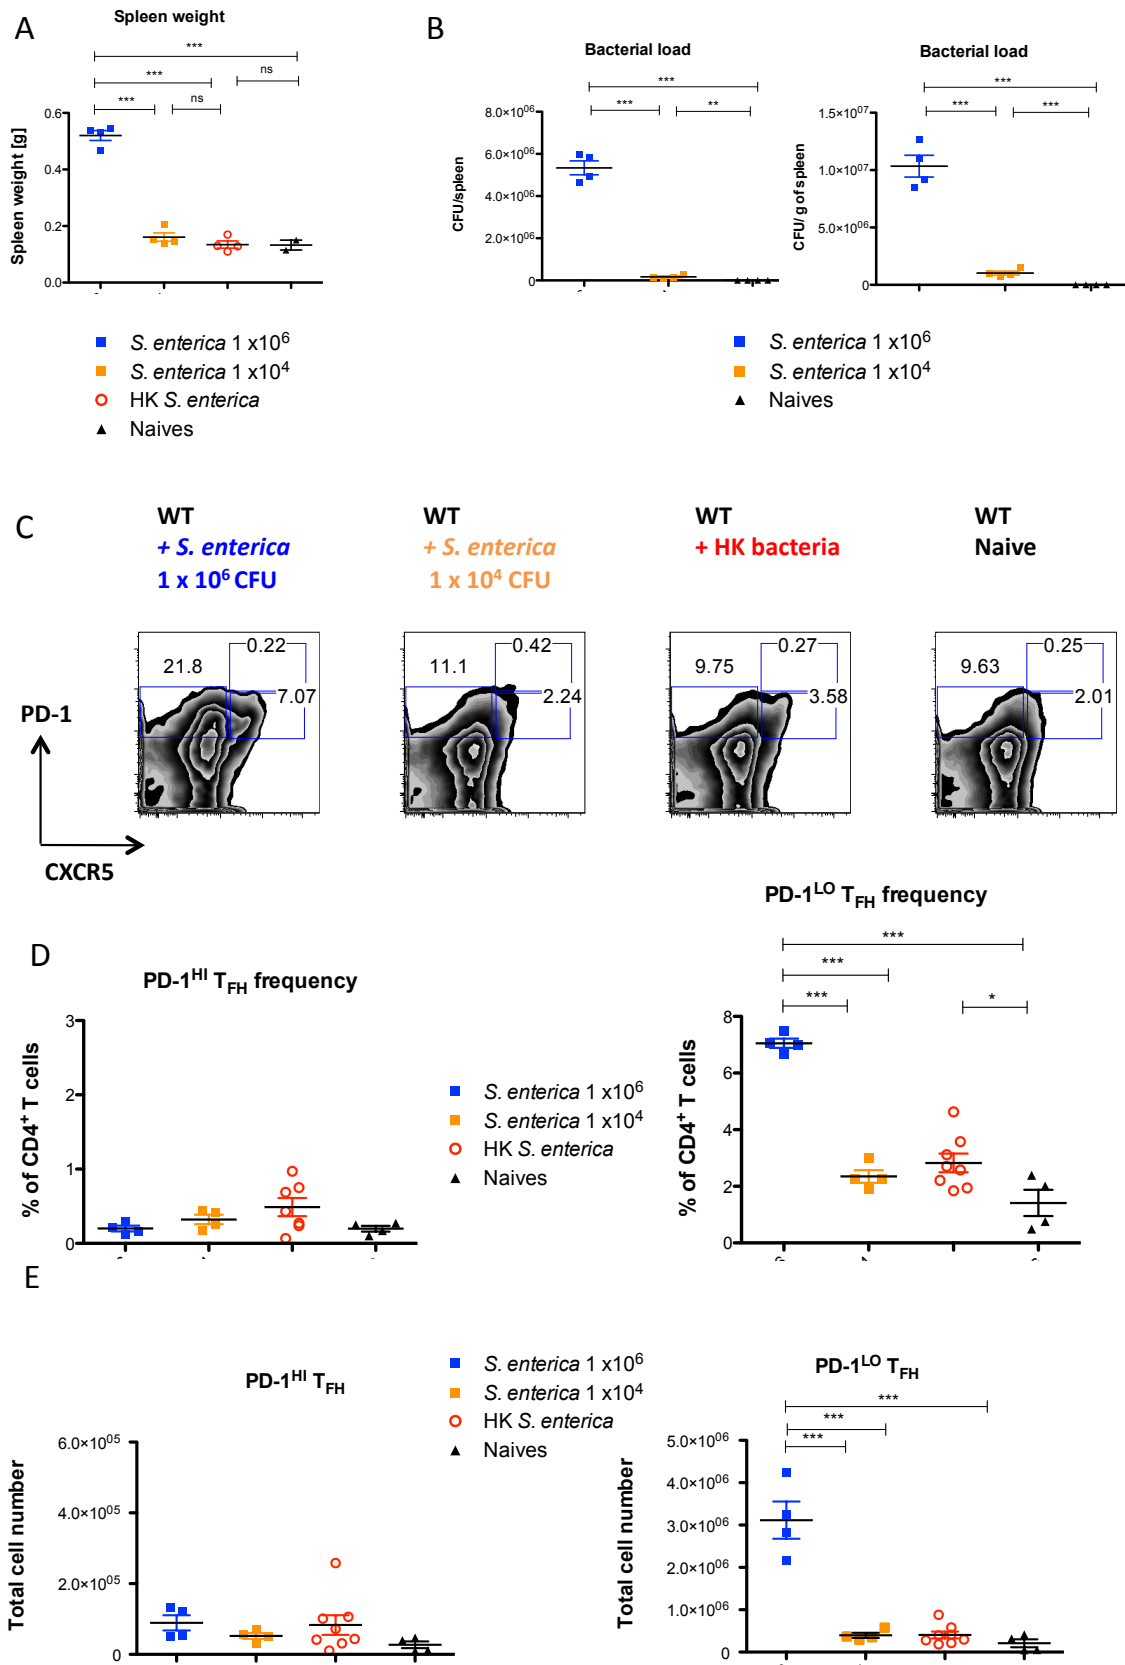 A
Spleen weight
***
***
ns
***
ns
Spleen weight [g]
0.6
0.4
0.2
0.0
S. enterica 1 x10⁶
S. enterica 1 x10⁴
HK S. enterica
Naives
B
Bacterial load
***
***
**
CFU/spleen
8.0×10⁰⁶
6.0×10⁰⁶
4.0×10⁰⁶
2.0×10⁰⁶
0
Bacterial load
***
***
***
CFU/ g of spleen
1.5×10⁰⁷
1.0×10⁰⁷
5.0×10⁰⁶
0
S. enterica 1 x10⁶
S. enterica 1 x10⁴
Naives
C
WT
+ S. enterica
1 x 10⁶ CFU
WT
+ S. enterica
1 x 10⁴ CFU
WT
+ HK bacteria
WT
Naive
21.8
0.22
7.07
11.1
0.42
2.24
9.75
0.27
3.58
9.63
0.25
2.01
PD-1
CXCR5
D
PD-1ᴴᴵ T_FH frequency
% of CD4⁺ T cells
3
2
1
0
S. enterica 1 x10⁶
S. enterica 1 x10⁴
HK S. enterica
Naives
PD-1ᴸᴼ T_FH frequency
***
***
***
*
% of CD4⁺ T cells
8
6
4
2
0
E
PD-1ᴴᴵ T_FH
Total cell number
6.0×10⁰⁵
4.0×10⁰⁵
2.0×10⁰⁵
0
S. enterica 1 x10⁶
S. enterica 1 x10⁴
HK S. enterica
Naives
PD-1ᴸᴼ T_FH
***
***
***
Total cell number
5.0×10⁰⁶
4.0×10⁰⁶
3.0×10⁰⁶
2.0×10⁰⁶
1.0×10⁰⁶
0